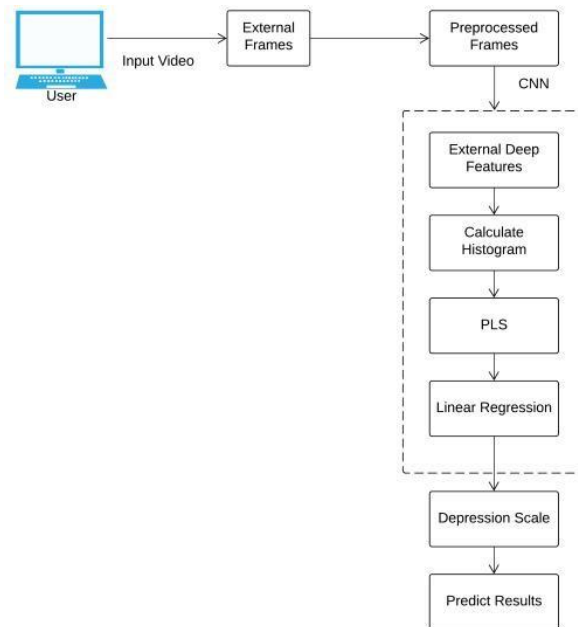 User
Input Video
External
Frames
Preprocessed
Frames
CNN
External Deep
Features
Calculate
Histogram
PLS
Linear Regression
Depression Scale
Predict Results